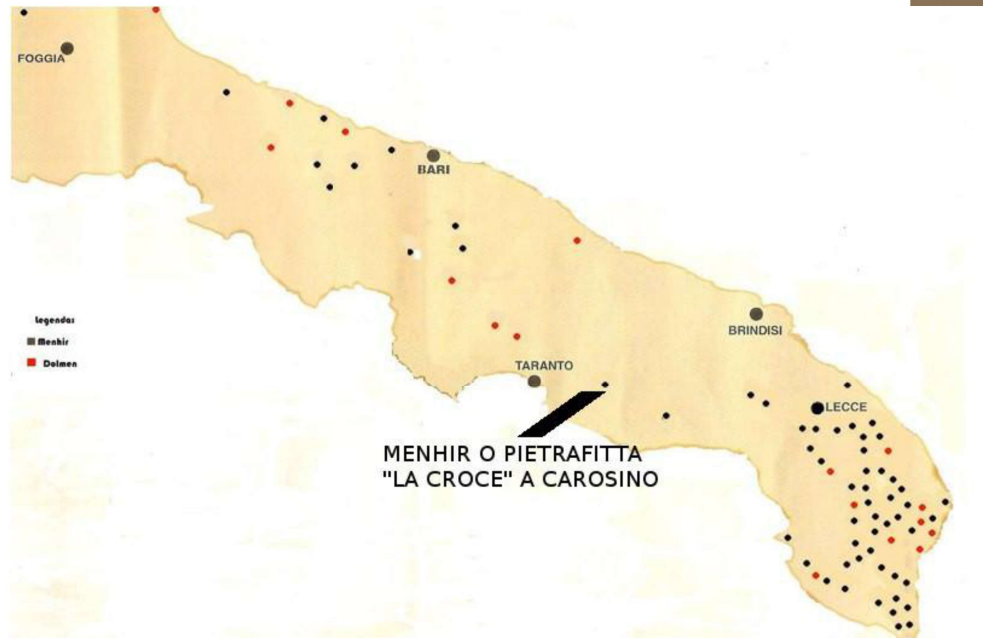 FOGGIA
BARI
BRINDISI
TARANTO
LECCE
Legenda:
Menhir
Dolmen
MENHIR O PIETRAFITTA
"LA CROCE" A CAROSINO